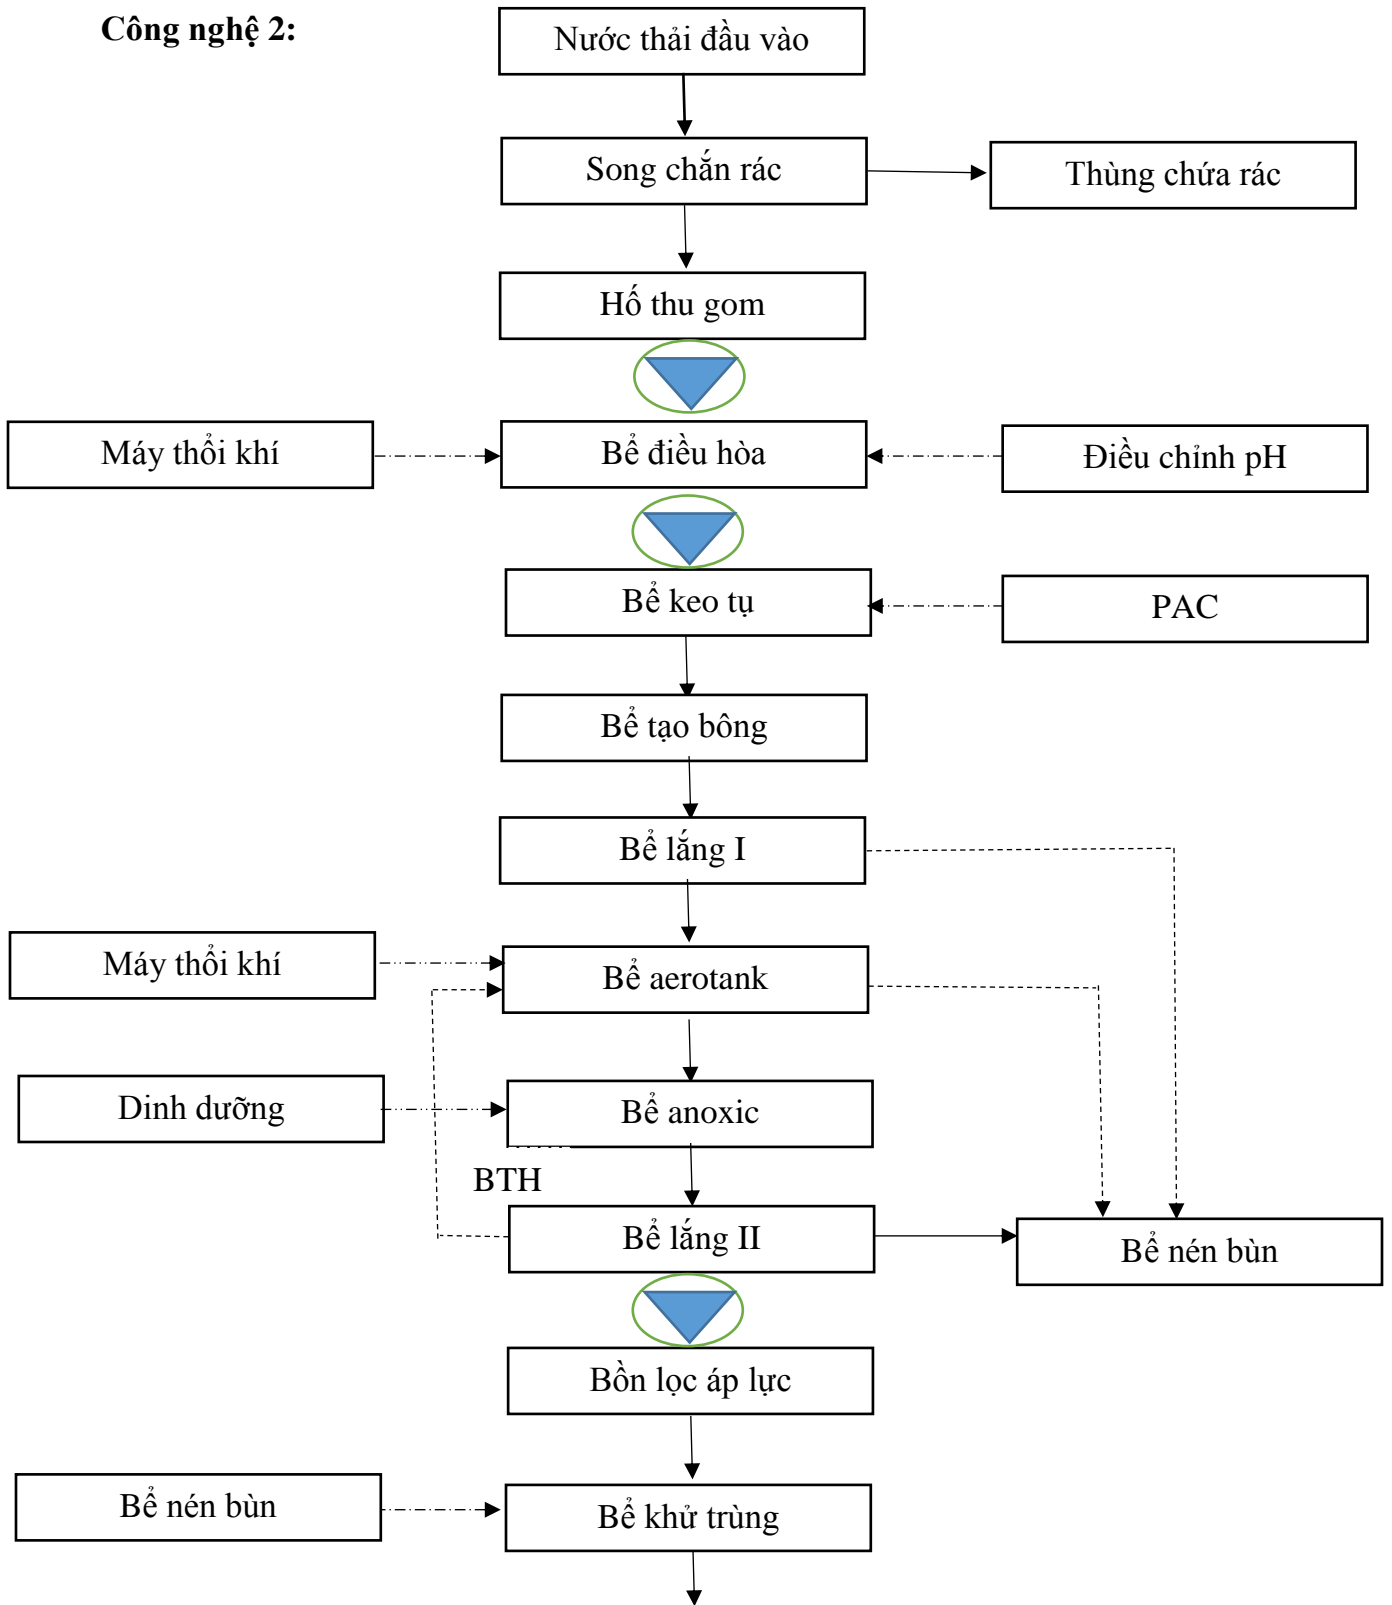 Công nghệ 2:
Nước thải đầu vào
Song chắn rác
Thùng chứa rác
Hố thu gom
Máy thổi khí
Bể điều hòa
Điều chỉnh pH
Bể keo tụ
PAC
Bể tạo bông
Bể lắng I
Máy thổi khí
Bể aerotank
Dinh dưỡng
Bể anoxic
BTH
Bể lắng II
Bể nén bùn
Bồn lọc áp lực
Bể nén bùn
Bể khử trùng